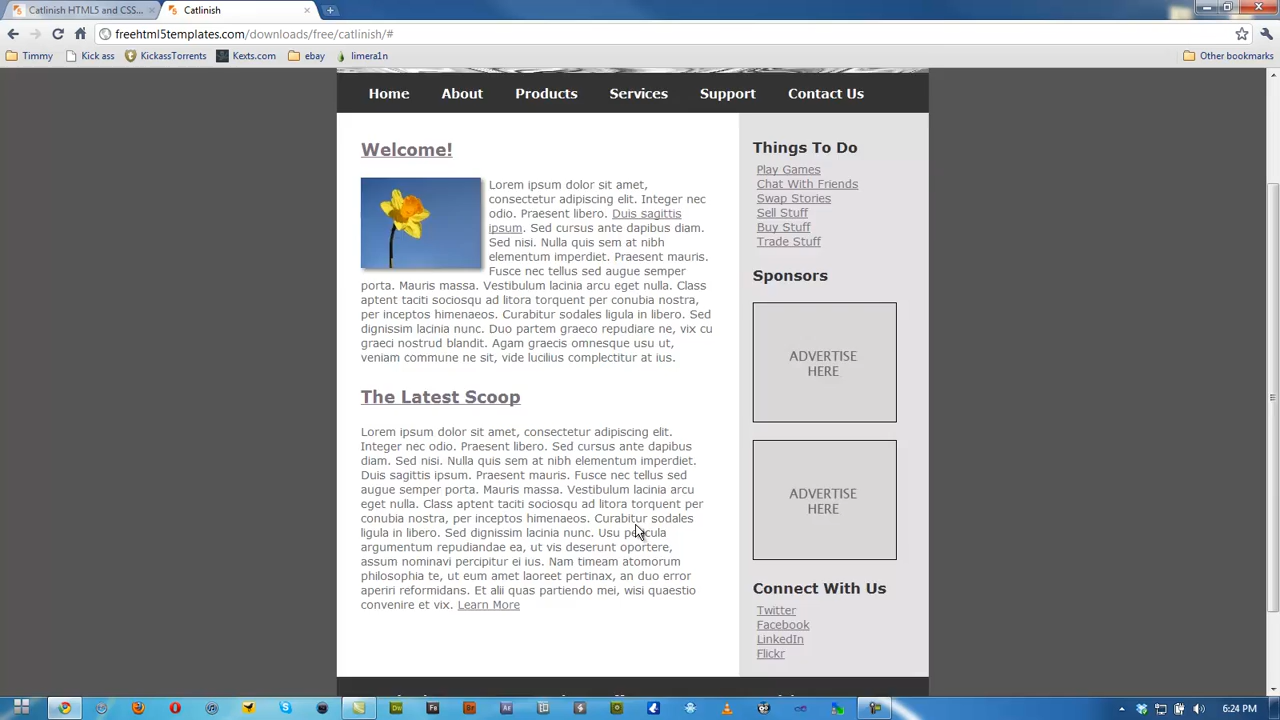 Catlinish HTML5 and CSS...
Catlinish
freehtml5templates.com/downloads/free/catlinish/#
Timmy
Kick ass
KickassTorrents
Kexts.com
ebay
limera1n
Other bookmarks
Home About Products Services Support Contact Us
Welcome!
Lorem ipsum dolor sit amet,
consectetur adipiscing elit. Integer nec
odio. Praesent libero. Duis sagittis
ipsum. Sed cursus ante dapibus diam.
Sed nisi. Nulla quis sem at nibh
elementum imperdiet. Praesent mauris.
Fusce nec tellus sed augue semper
porta. Mauris massa. Vestibulum lacinia arcu eget nulla. Class
aptent taciti sociosqu ad litora torquent per conubia nostra,
per inceptos himenaeos. Curabitur sodales ligula in libero. Sed
dignissim lacinia nunc. Duo partem graeco repudiare ne, vix cu
graeci nostrud blandit. Agam graecis omnesque usu ut,
veniam commune ne sit, vide lucilius complectitur at ius.
The Latest Scoop
Lorem ipsum dolor sit amet, consectetur adipiscing elit.
Integer nec odio. Praesent libero. Sed cursus ante dapibus
diam. Sed nisi. Nulla quis sem at nibh elementum imperdiet.
Duis sagittis ipsum. Praesent mauris. Fusce nec tellus sed
augue semper porta. Mauris massa. Vestibulum lacinia arcu
eget nulla. Class aptent taciti sociosqu ad litora torquent per
conubia nostra, per inceptos himenaeos. Curabitur sodales
ligula in libero. Sed dignissim lacinia nunc. Usu
argumentum repudiandae ea, ut vis deserunt oportere,
assum nominavi percipitur ei ius. Nam timeam atomorum
philosophia te, ut eum amet laoreet pertinax, an duo error
aperiri reformidans. Et alii quas partiendo mei, wisi quaestio
convenire et vix. Learn More
Things To Do
Play Games
Chat With Friends
Swap Stories
Sell Stuff
Buy Stuff
Trade Stuff
Sponsors
ADVERTISE
HERE
ADVERTISE
HERE
Connect With Us
Twitter
Facebook
LinkedIn
Flickr
6:24 PM